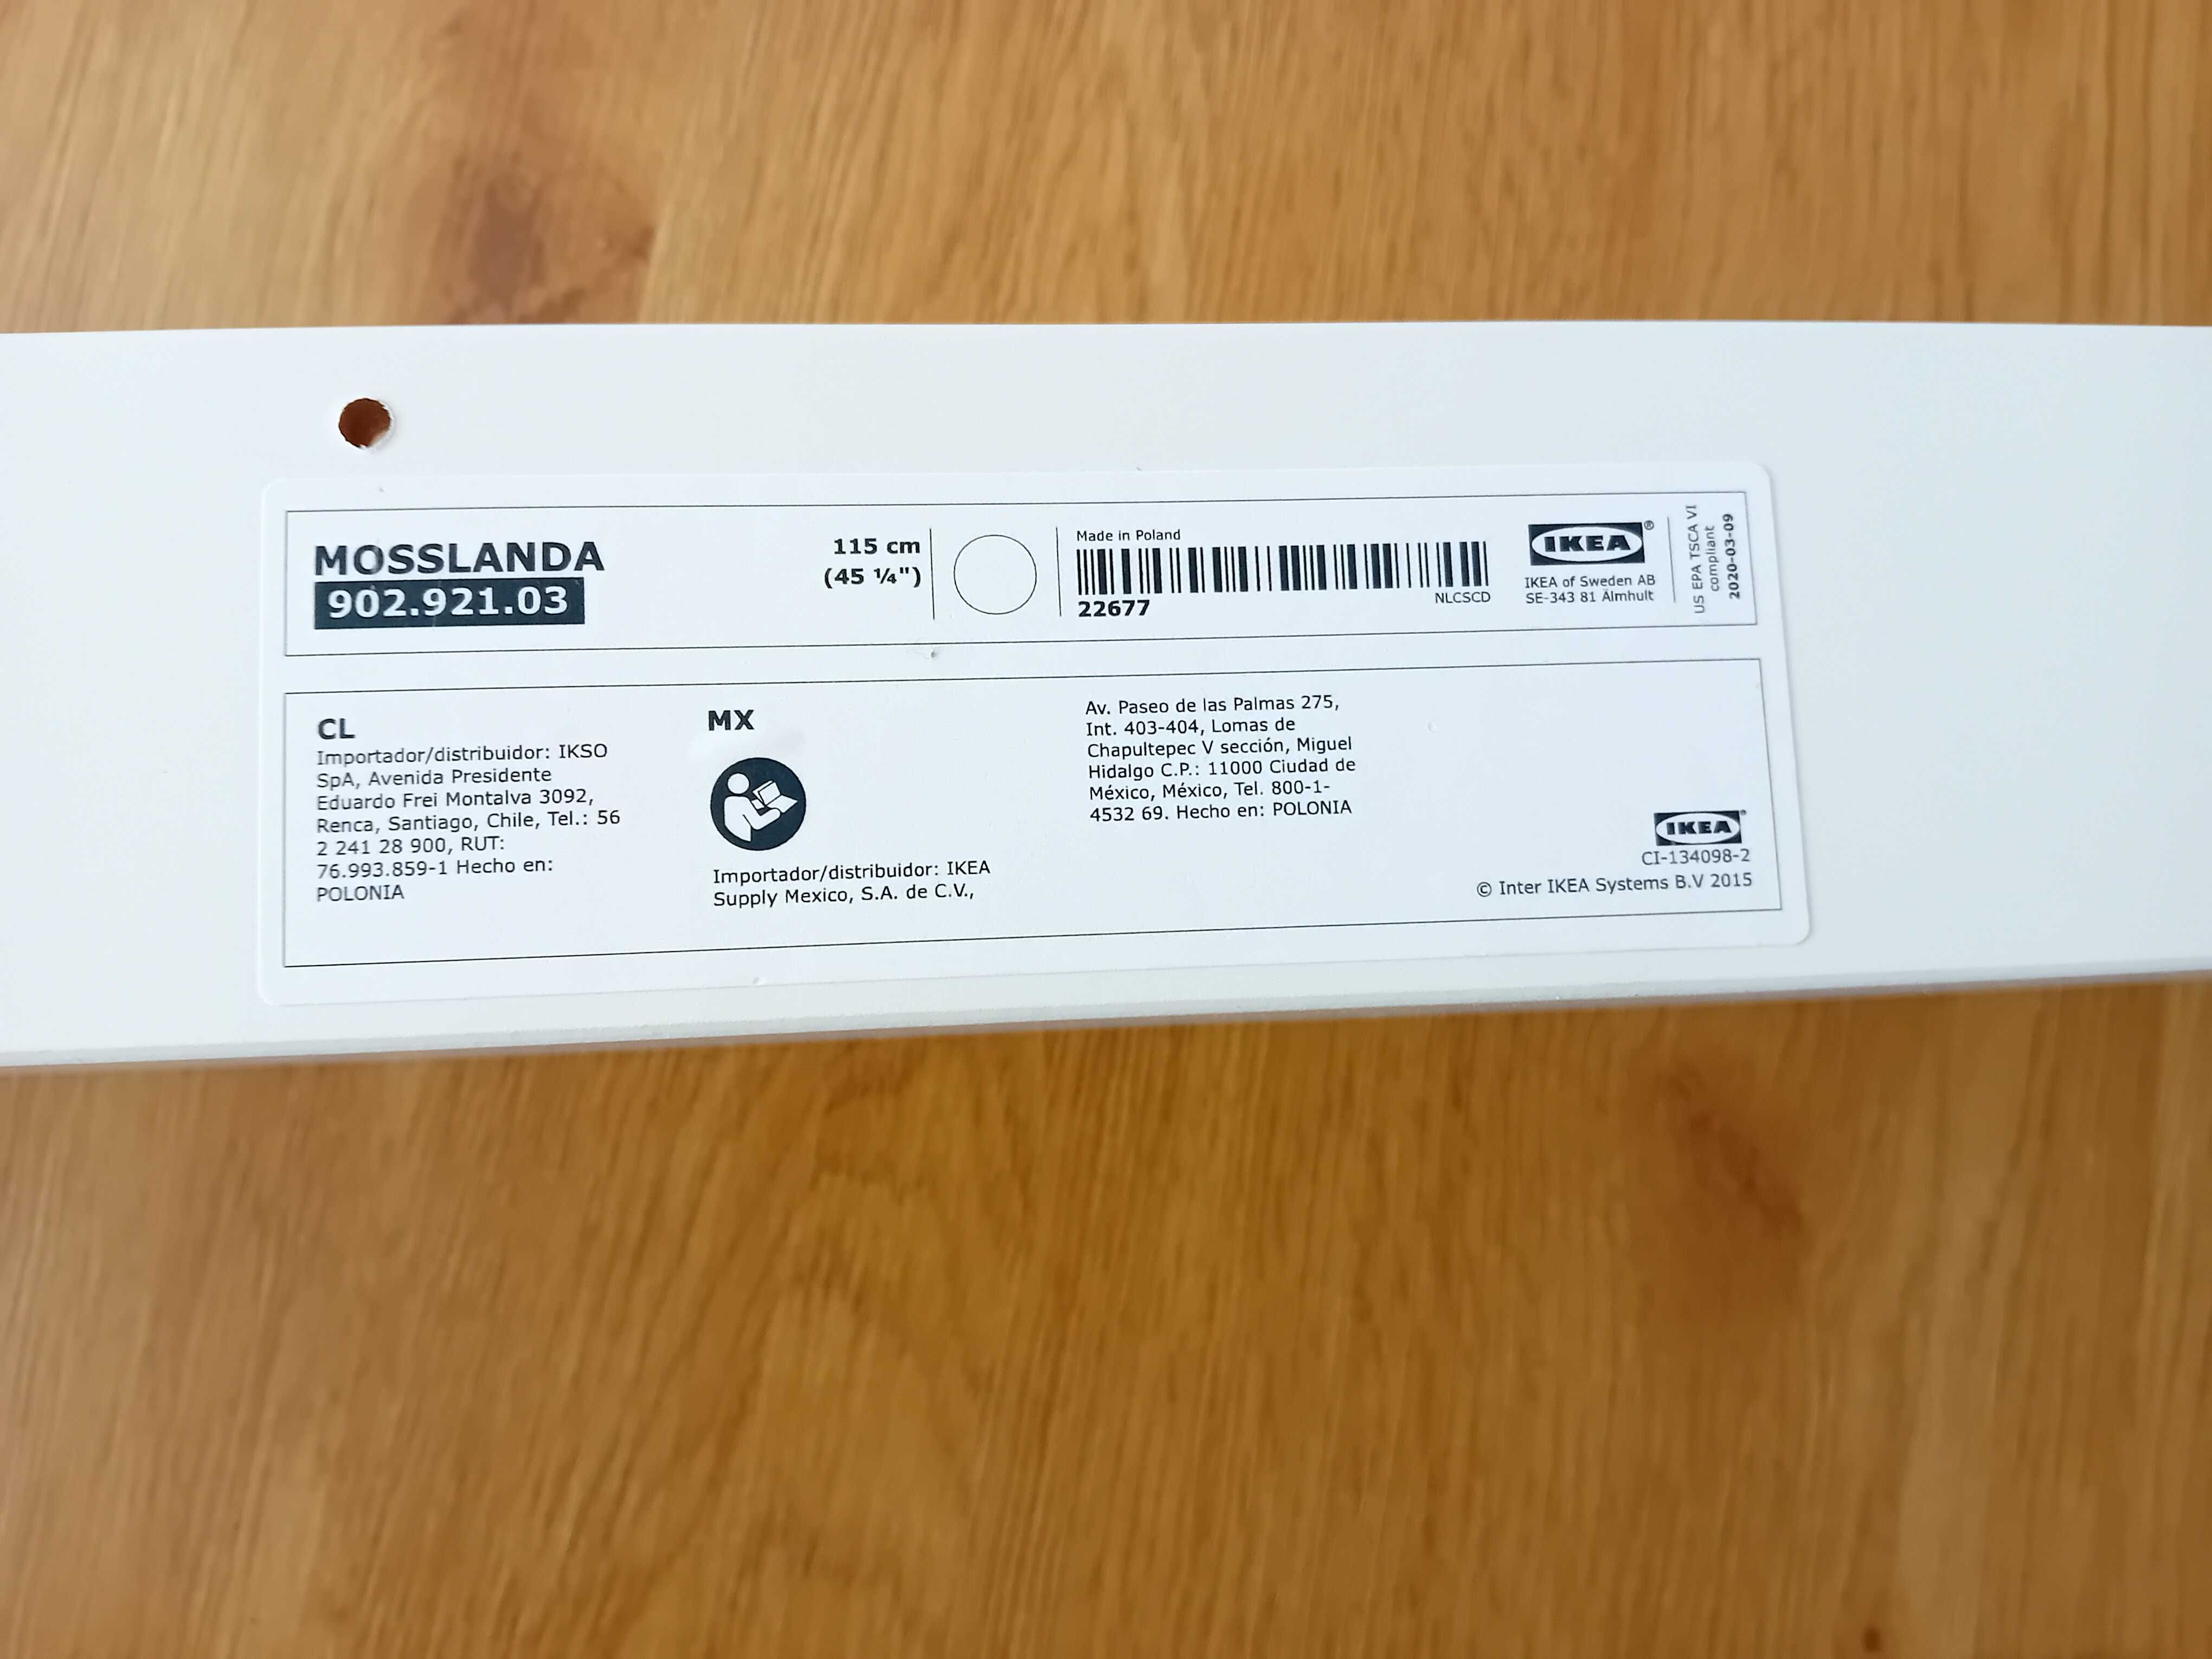 MOSSLANDA
902.921.03
115 cm
(45 ¼")
Made in Poland
22677
NLCSCD
IKEA®
IKEA of Sweden AB
SE-343 81 Älmhult
US EPA TSCA VI
compliant
2020-03-09
CL
Importador/distribuidor: IKSO
SpA, Avenida Presidente
Eduardo Frei Montalva 3092,
Renca, Santiago, Chile, Tel.: 56
2 241 28 900, RUT:
76.993.859-1 Hecho en:
POLONIA
MX
Importador/distribuidor: IKEA
Supply Mexico, S.A. de C.V.,
Av. Paseo de las Palmas 275,
Int. 403-404, Lomas de
Chapultepec V sección, Miguel
Hidalgo C.P.: 11000 Ciudad de
México, México, Tel. 800-1-
4532 69. Hecho en: POLONIA
IKEA®
CI-134098-2
© Inter IKEA Systems B.V 2015